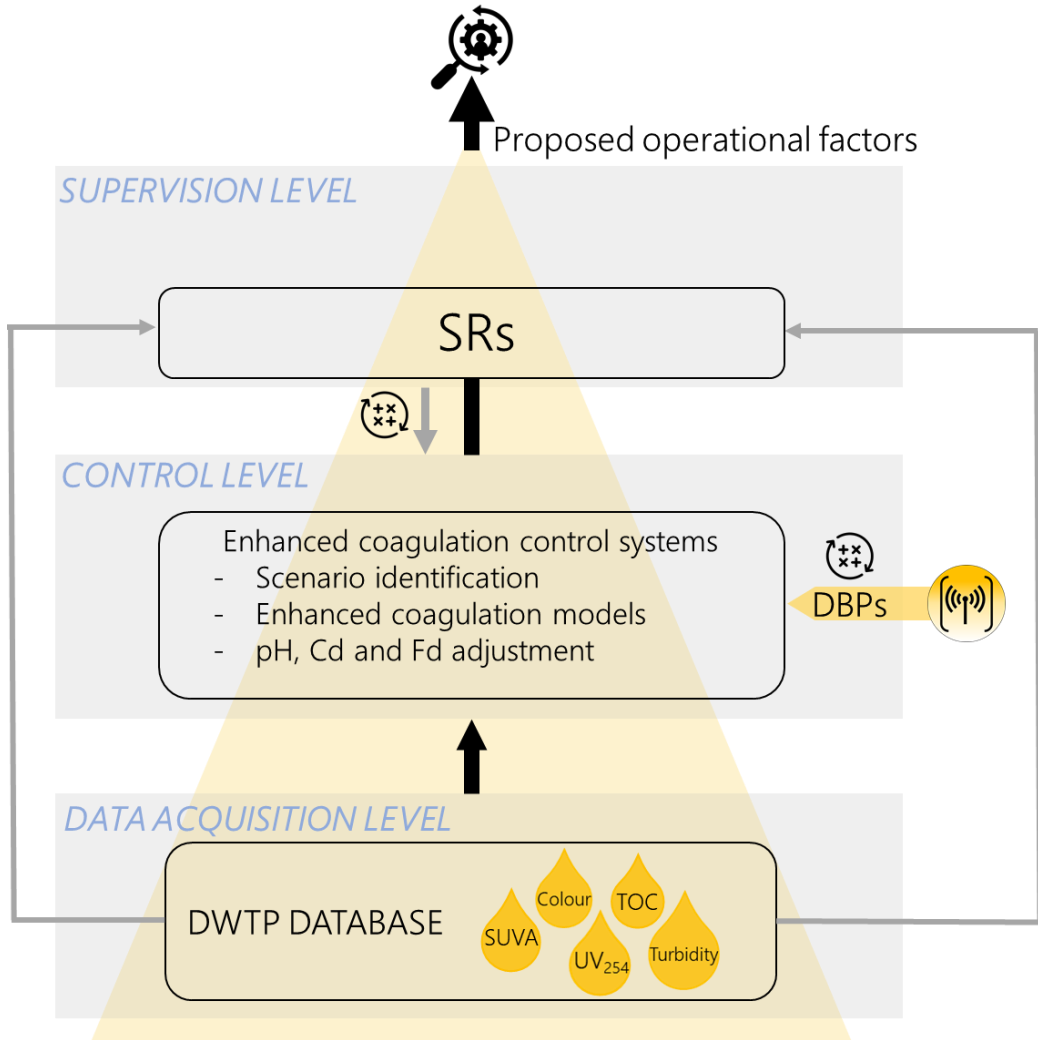 Proposed operational factors
SUPERVISION LEVEL
SRs
+×
×+
CONTROL LEVEL
Enhanced coagulation control systems
- Scenario identification
- Enhanced coagulation models
- pH, Cd and Fd adjustment
+×
×+
DBPs
DATA ACQUISITION LEVEL
DWTP DATABASE
SUVA
Colour
UV₂₅₄
TOC
Turbidity